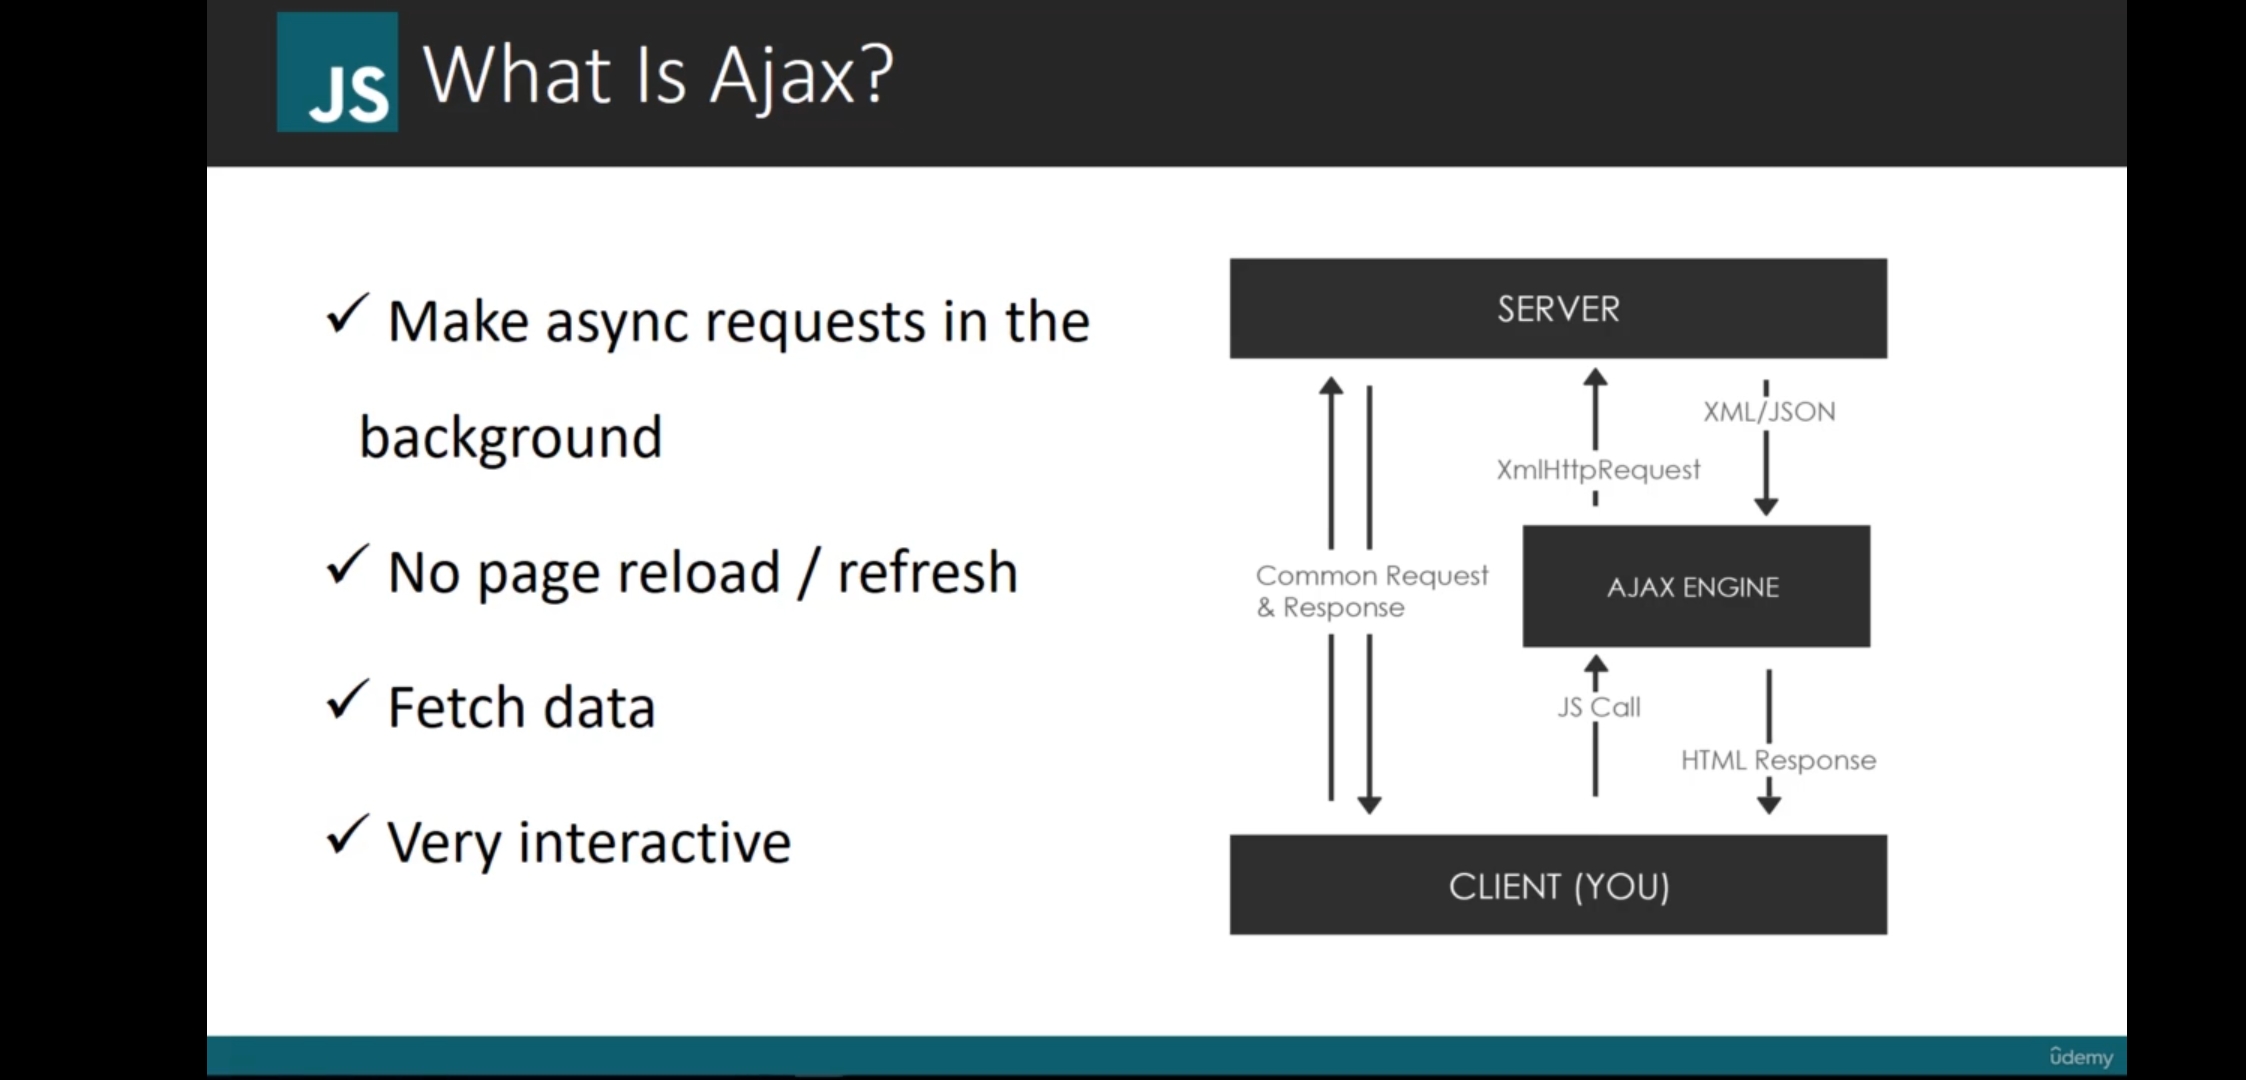 JS What Is Ajax?
✓ Make async requests in the
background
✓ No page reload / refresh
✓ Fetch data
✓ Very interactive
SERVER
XML/JSON
XmlHttpRequest
Common Request
& Response
AJAX ENGINE
JS Call
HTML Response
CLIENT (YOU)
ûdemy